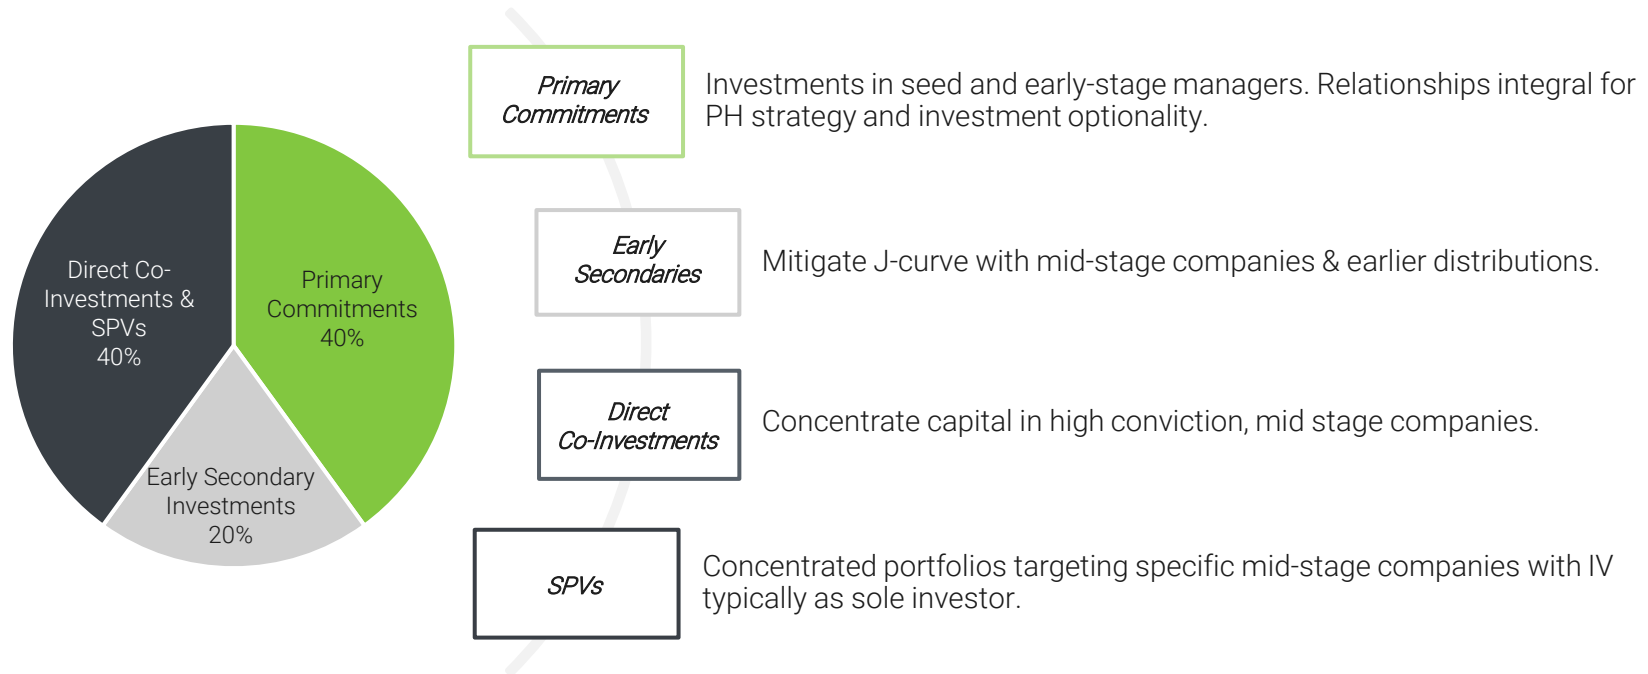 Direct Co-
Investments &
SPVs
40%
Primary
Commitments
40%
Early Secondary
Investments
20%
Primary
Commitments
Investments in seed and early-stage managers. Relationships integral for
PH strategy and investment optionality.
Early
Secondaries
Mitigate J-curve with mid-stage companies & earlier distributions.
Direct
Co-Investments
Concentrate capital in high conviction, mid stage companies.
SPVs
Concentrated portfolios targeting specific mid-stage companies with IV
typically as sole investor.